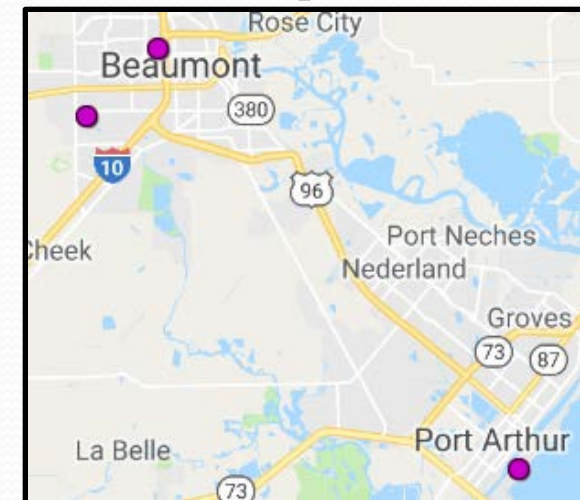 Rose City
Beaumont
380
10
96
Cheek
Port Neches
Nederland
Groves
73
87
La Belle
Port Arthur
73